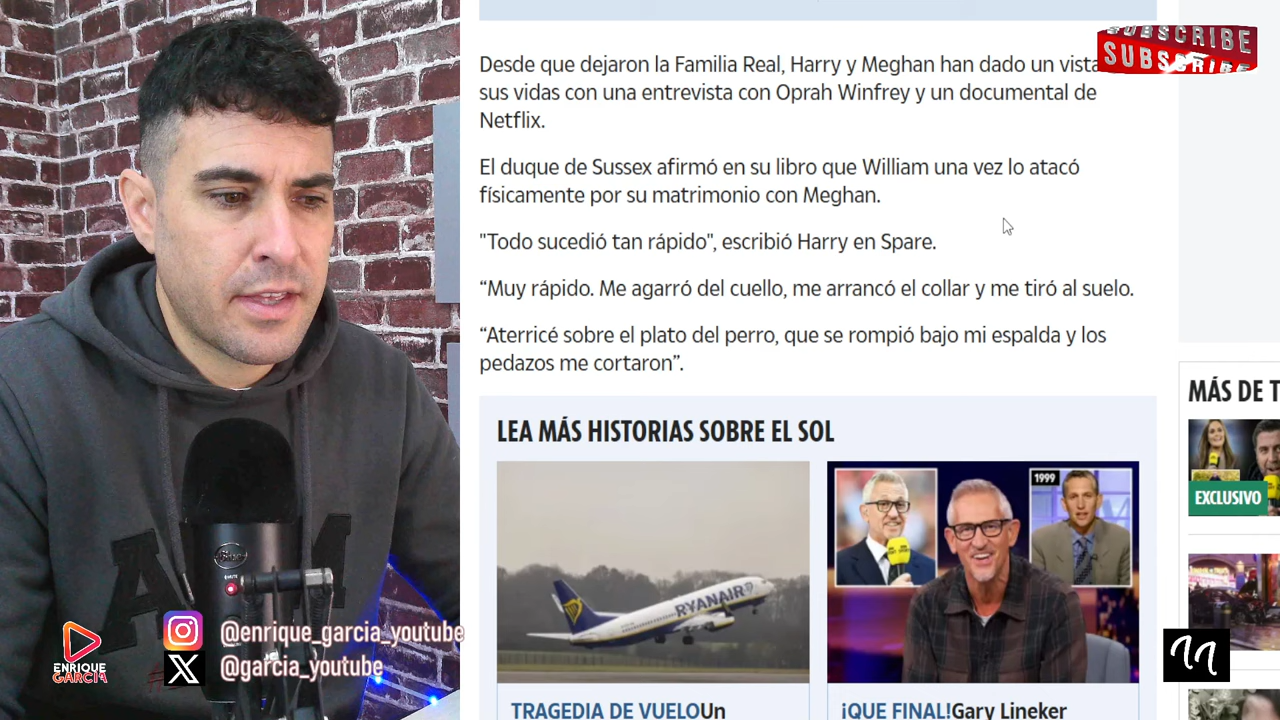 SUBSCRIBE
SUBSCRIBE
Desde que dejaron la Familia Real, Harry y Meghan han dado un vista
sus vidas con una entrevista con Oprah Winfrey y un documental de
Netflix.
El duque de Sussex afirmó en su libro que William una vez lo atacó
físicamente por su matrimonio con Meghan.
"Todo sucedió tan rápido", escribió Harry en Spare.
“Muy rápido. Me agarró del cuello, me arrancó el collar y me tiró al suelo.
“Aterricé sobre el plato del perro, que se rompió bajo mi espalda y los
pedazos me cortaron”.
LEA MÁS HISTORIAS SOBRE EL SOL
MÁS DE T
EXCLUSIVO
RYANAIR
1999
TRAGEDIA DE VUELOUn
¡QUE FINAL!Gary Lineker
ENRIQUE
GARCIA
@enrique_garcia_youtube
@garcia_youtube